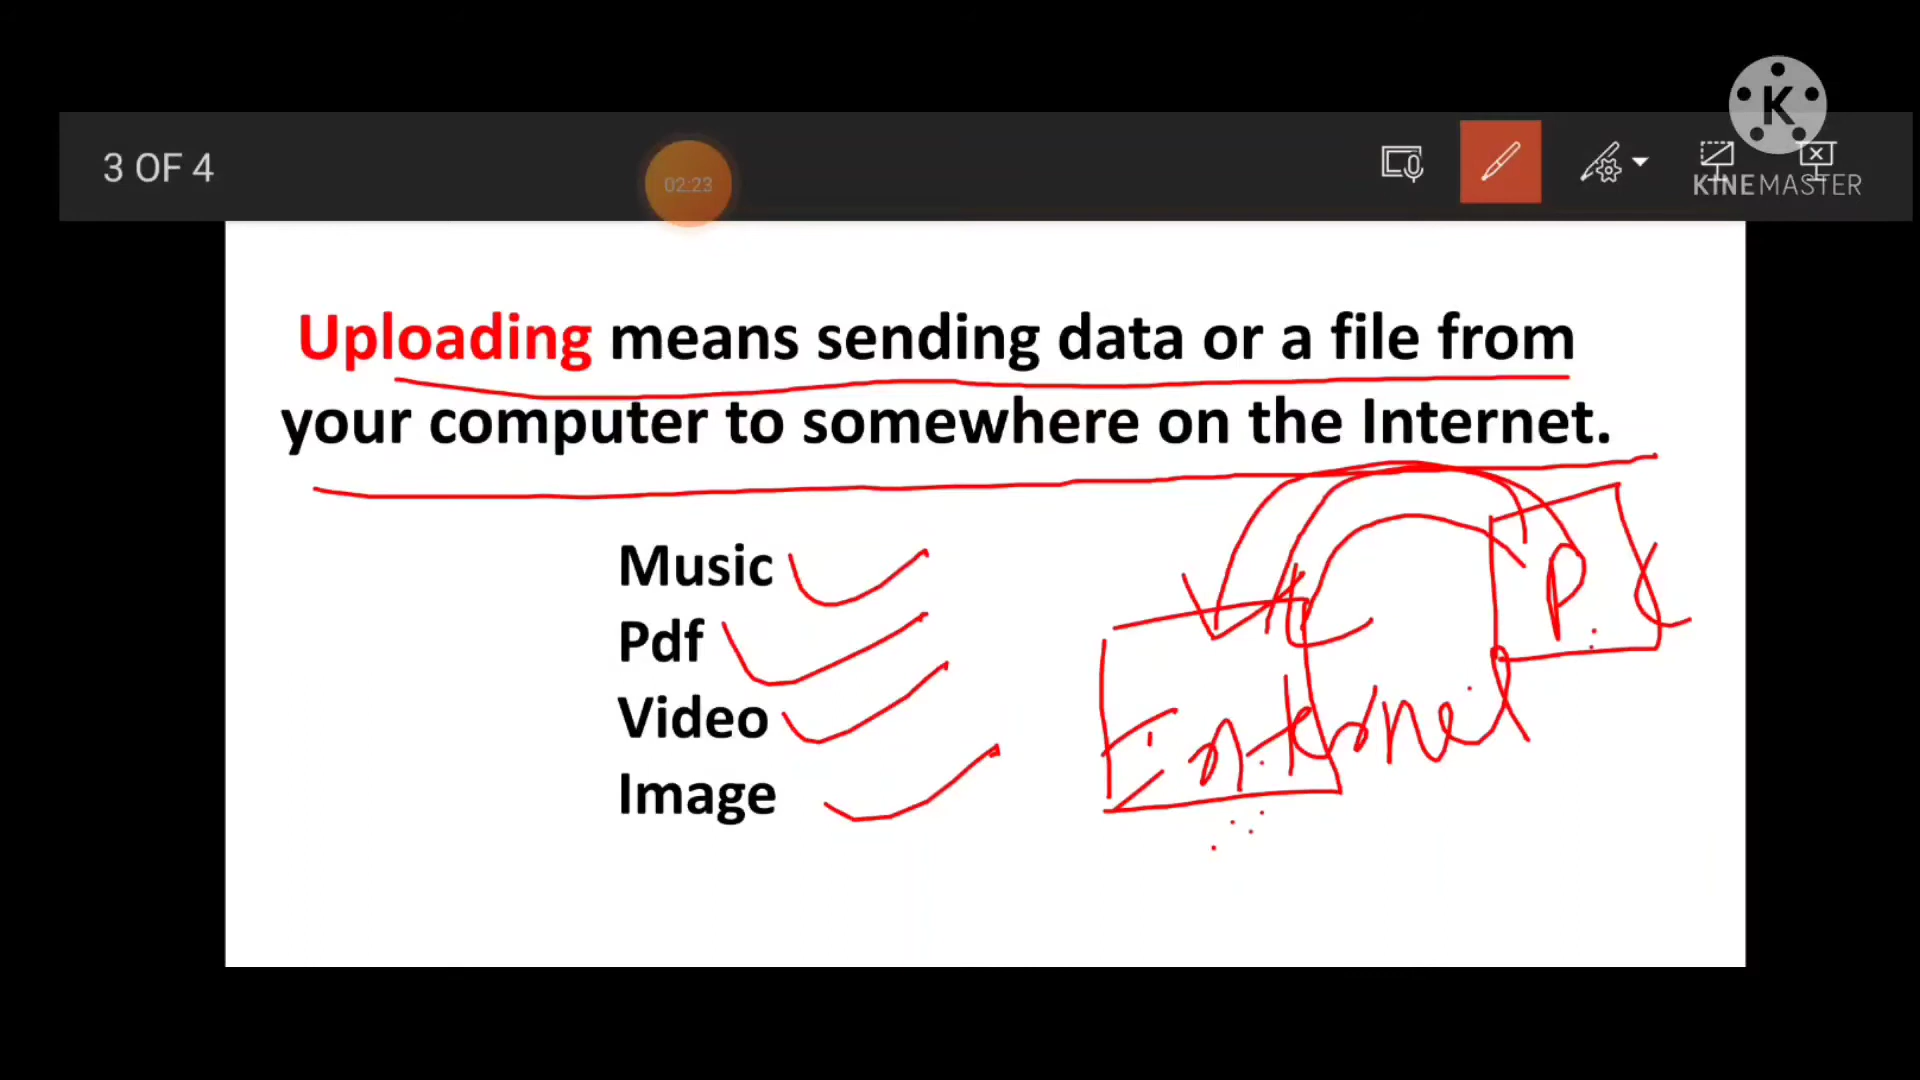 3 OF 4
02:23
K
KINEMASTER
Uploading means sending data or a file from
your computer to somewhere on the Internet.
Music
Pdf
Video
Image
P.C
Internet